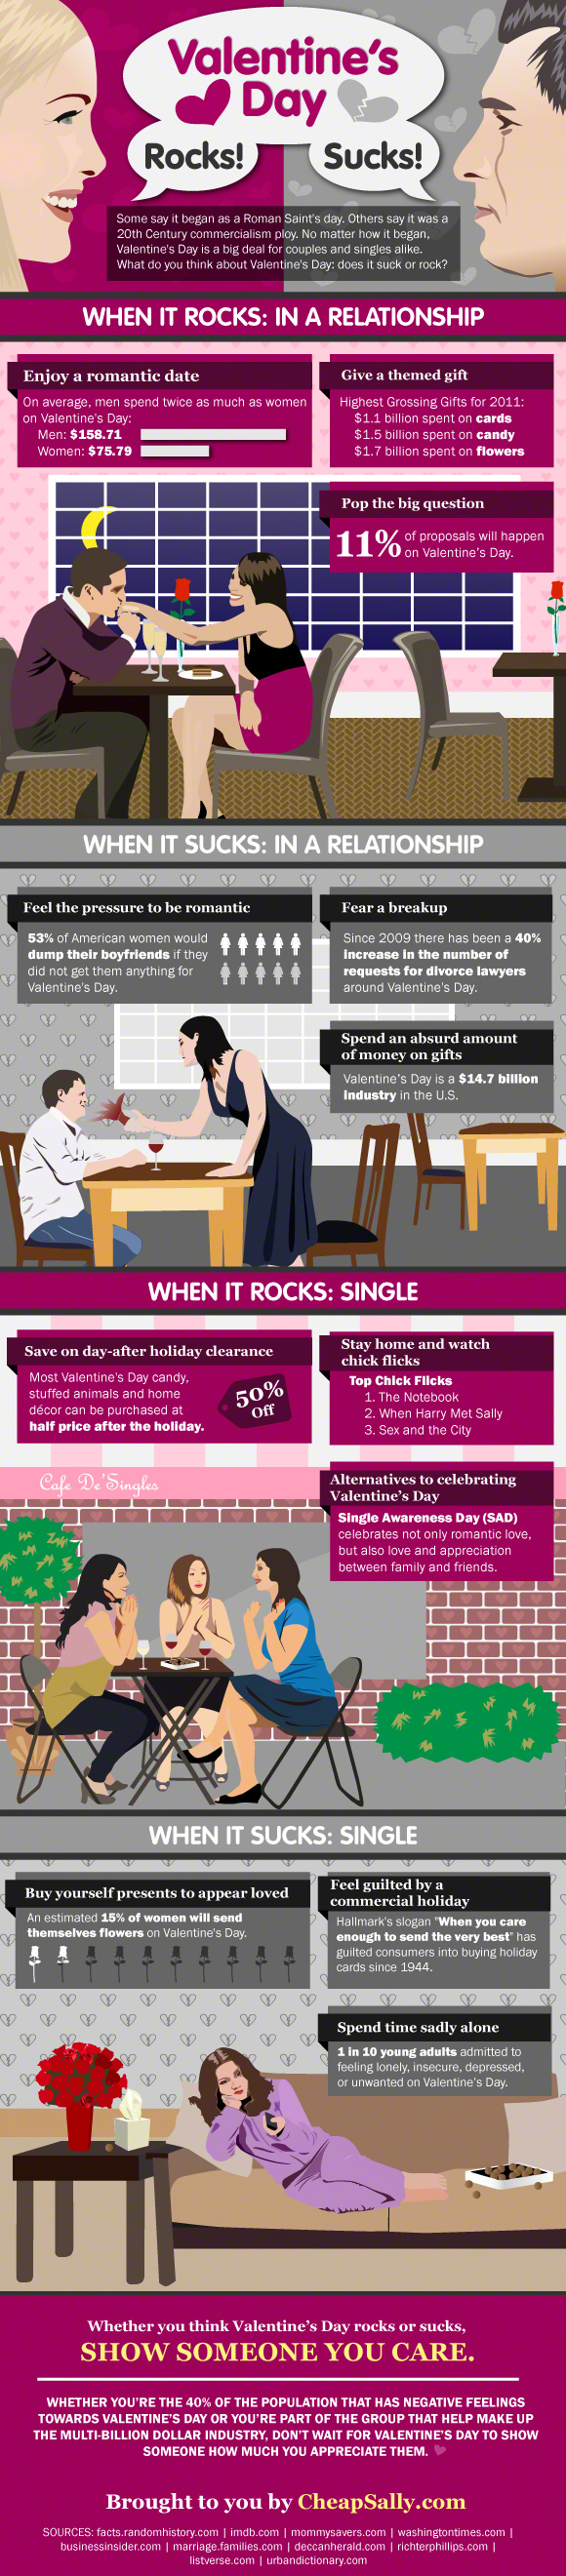 Valentine's
Day
Rocks!
Sucks!
Some say it began as a Roman Saint's day. Others say it was a
20th Century commercialism ploy. No matter how it began,
Valentine's Day is a big deal for couples and singles alike.
What do you think about Valentine's Day: does it suck or rock?
WHEN IT ROCKS: IN A RELATIONSHIP
Enjoy a romantic date
On average, men spend twice as much as women
on Valentine's Day:
Men: $158.71
Women: $75.79
Give a themed gift
Highest Grossing Gifts for 2011:
$1.1 billion spent on cards
$1.5 billion spent on candy
$1.7 billion spent on flowers
Pop the big question
11% of proposals will happen
on Valentine's Day.
WHEN IT SUCKS: IN A RELATIONSHIP
Feel the pressure to be romantic
53% of American women would
dump their boyfriends if they
did not get them anything for
Valentine's Day.
Fear a breakup
Since 2009 there has been a 40%
increase in the number of
requests for divorce lawyers
around Valentine's Day.
Spend an absurd amount
of money on gifts
Valentine's Day is a $14.7 billion
industry in the U.S.
WHEN IT ROCKS: SINGLE
Save on day-after holiday clearance
Most Valentine's Day candy,
stuffed animals and home
décor can be purchased at
half price after the holiday.
50%
Off
Stay home and watch
chick flicks
Top Chick Flicks
1. The Notebook
2. When Harry Met Sally
3. Sex and the City
Cafe De'Singles
Alternatives to celebrating
Valentine's Day
Single Awareness Day (SAD)
celebrates not only romantic love,
but also love and appreciation
between family and friends.
WHEN IT SUCKS: SINGLE
Buy yourself presents to appear loved
An estimated 15% of women will send
themselves flowers on Valentine's Day.
Feel guilted by a
commercial holiday
Hallmark's slogan "When you care
enough to send the very best" has
guilted consumers into buying holiday
cards since 1944.
Spend time sadly alone
1 in 10 young adults admitted to
feeling lonely, insecure, depressed,
or unwanted on Valentine's Day.
Whether you think Valentine's Day rocks or sucks,
SHOW SOMEONE YOU CARE.
WHETHER YOU'RE THE 40% OF THE POPULATION THAT HAS NEGATIVE FEELINGS
TOWARDS VALENTINE'S DAY OR YOU'RE PART OF THE GROUP THAT HELP MAKE UP
THE MULTI-BILLION DOLLAR INDUSTRY, DON'T WAIT FOR VALENTINE'S DAY TO SHOW
SOMEONE HOW MUCH YOU APPRECIATE THEM.
Brought to you by CheapSally.com
SOURCES: facts.randomhistory.com | imdb.com | mommysavers.com | washingtontimes.com |
businessinsider.com | marriage.families.com | deccanherald.com | richterphillips.com |
listverse.com | urbandictionary.com